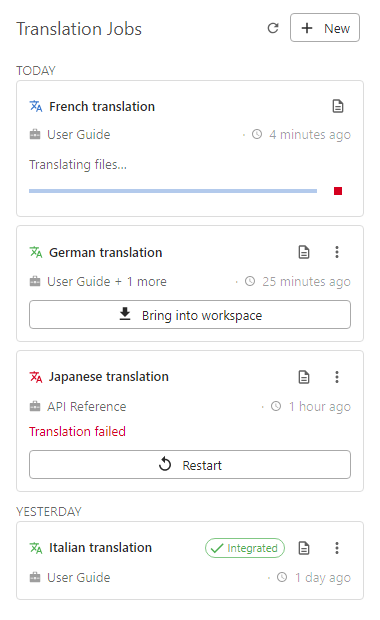 Translation Jobs
New
TODAY
French translation
User Guide · 4 minutes ago
Translating files...
German translation
User Guide + 1 more · 25 minutes ago
Bring into workspace
Japanese translation
API Reference · 1 hour ago
Translation failed
Restart
YESTERDAY
Italian translation Integrated
User Guide · 1 day ago